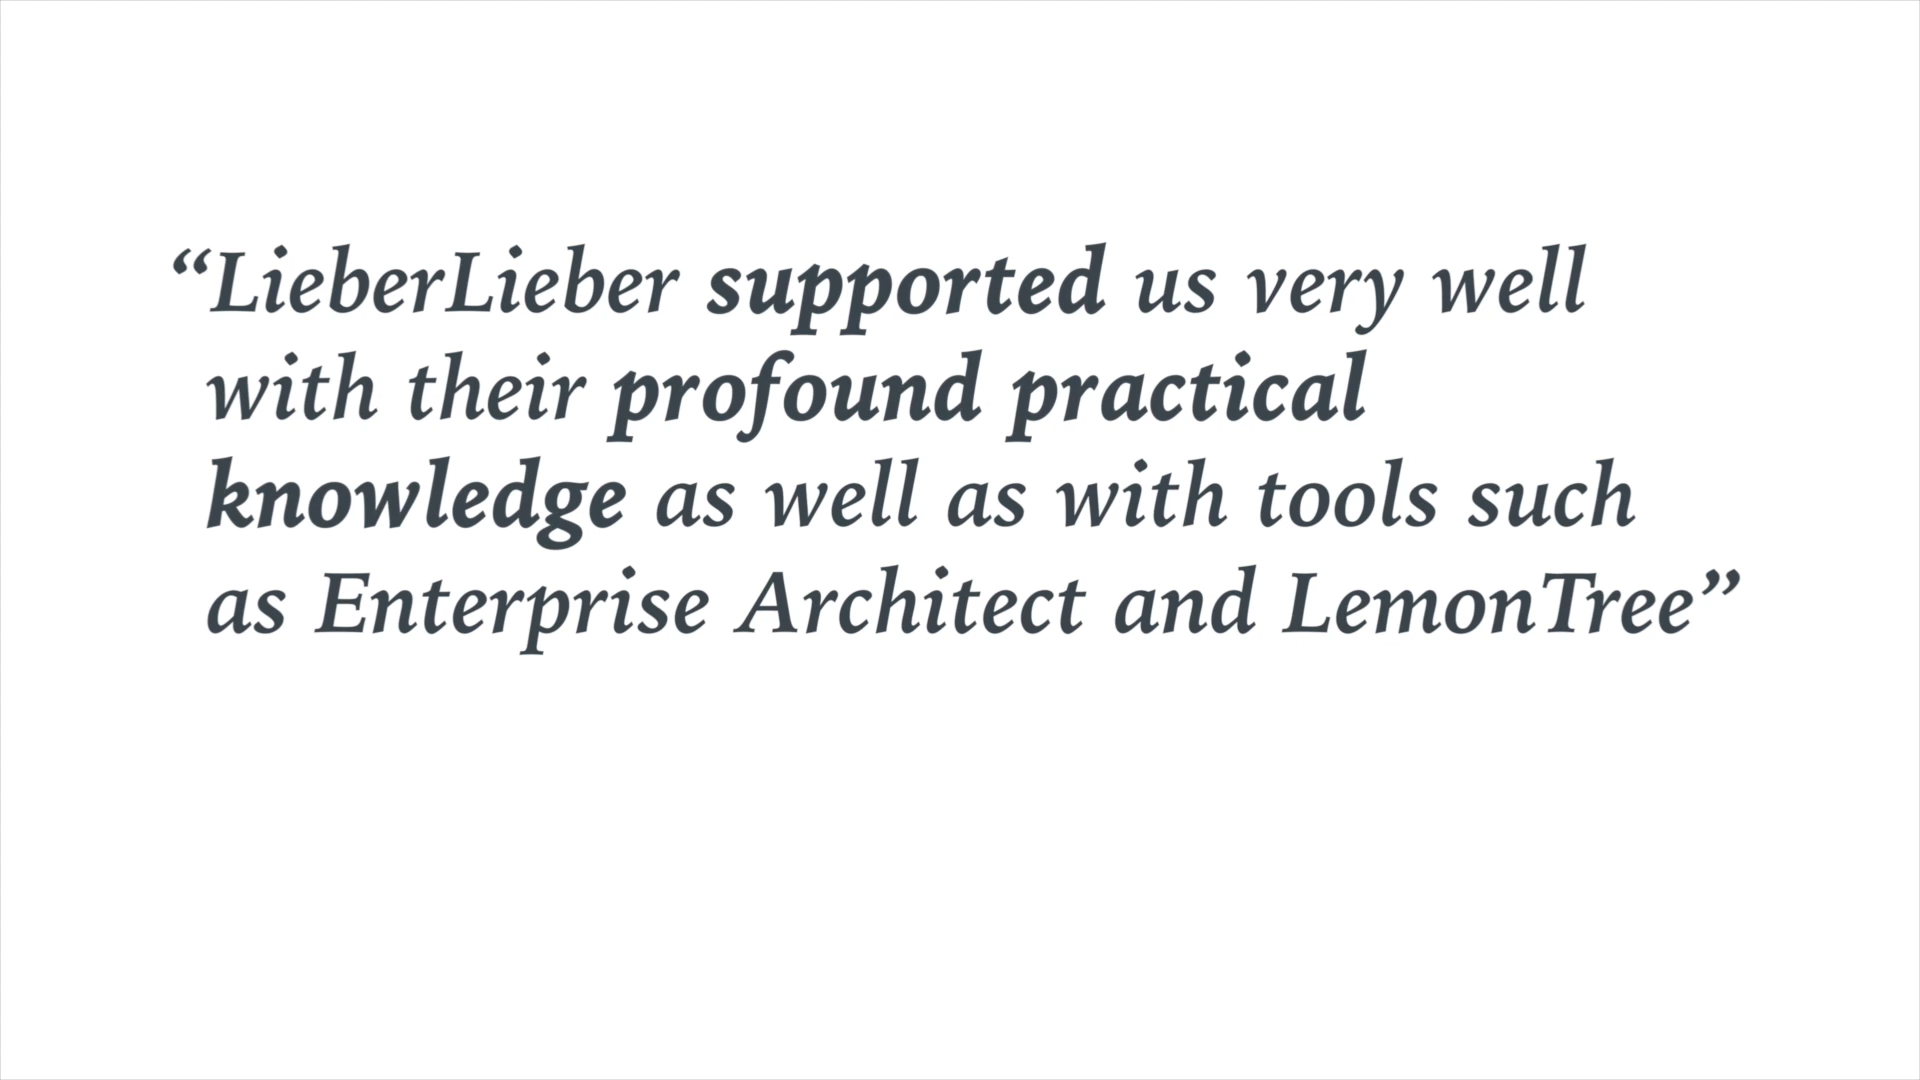 “LieberLieber supported us very well
with their profound practical
knowledge as well as with tools such
as Enterprise Architect and LemonTree”